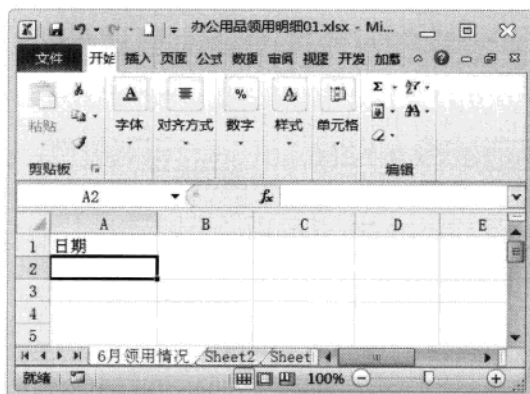 办公用品领用明细01.xlsx - Mi...
文件 开始 插入 页面 公式 数据 审阅 视图 开发 加载
粘贴 字体 对齐方式 数字 样式 单元格
剪贴板 编辑
A2 fx
A B C D E
1 日期
2
3
4
5
6月领用情况 Sheet2 Sheet
就绪 100%